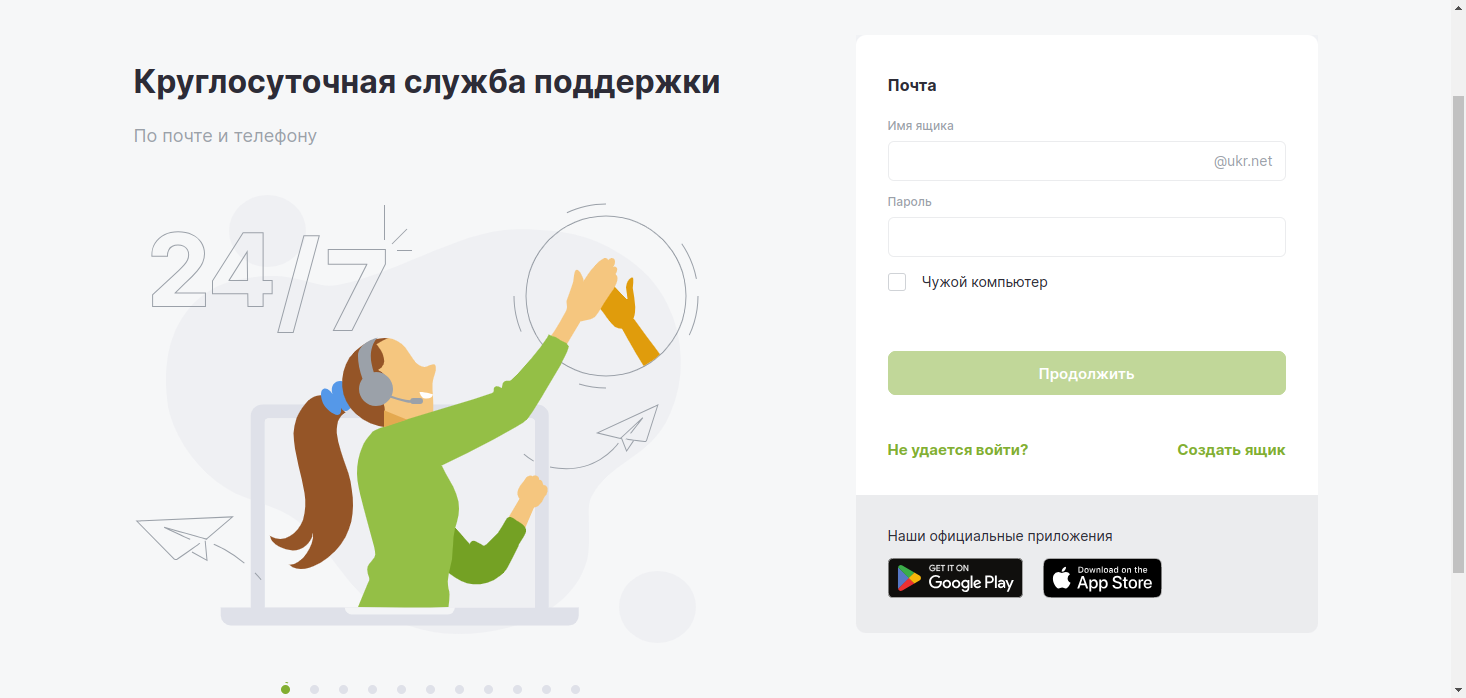 Круглосуточная служба поддержки
По почте и телефону
24/7
Почта
Имя ящика
@ukr.net
Пароль
Чужой компьютер
Продолжить
Не удается войти?
Создать ящик
Наши официальные приложения
GET IT ON
Google Play
Download on the
App Store